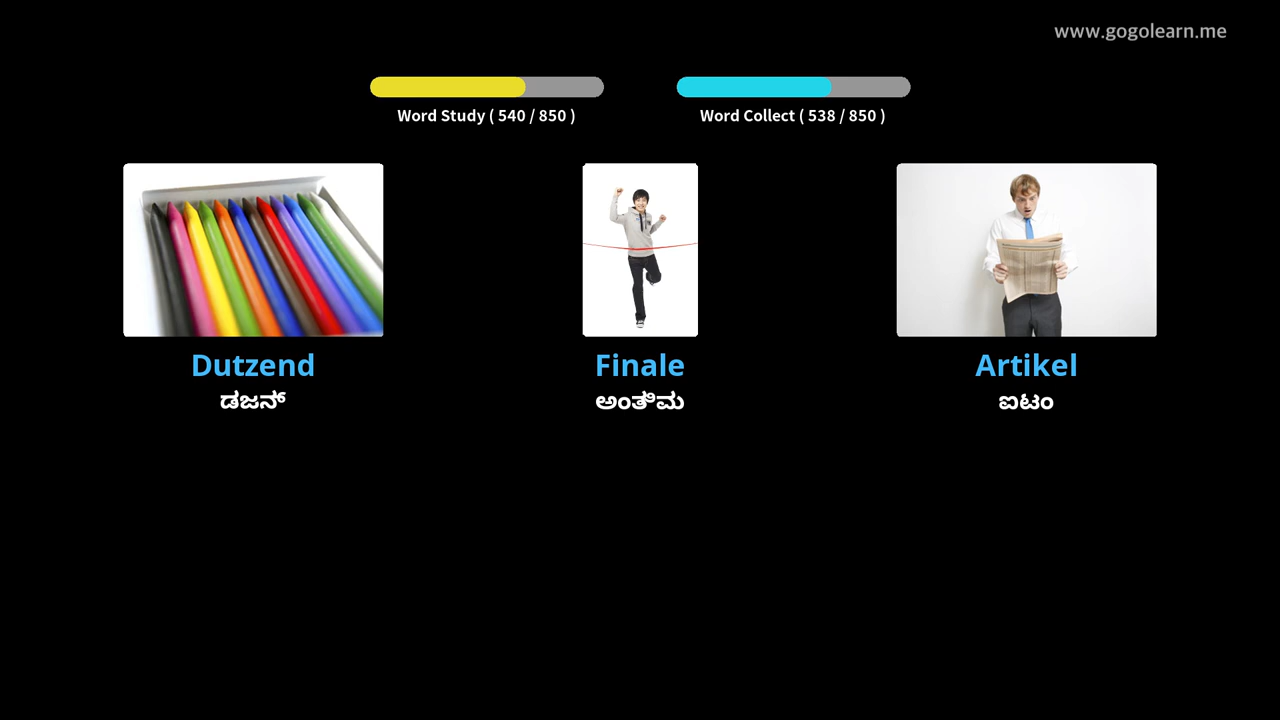 www.gogolearn.me
Word Study ( 540 / 850 )
Word Collect ( 538 / 850 )
Dutzend
Finale
Artikel
ಡಜನ್
ಅಂತಿಮ
ಐಟಂ